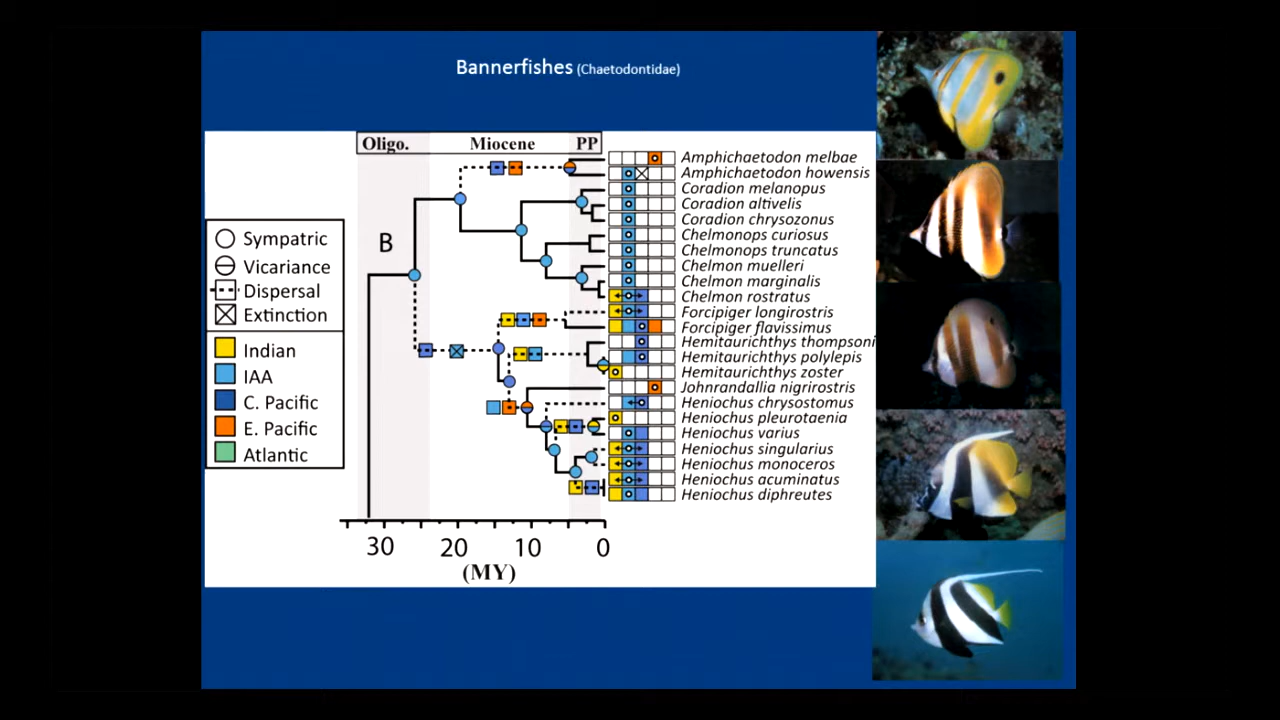 Bannerfishes (Chaetodontidae)
Oligo. Miocene PP
B
Sympatric
Vicariance
Dispersal
Extinction
Indian
IAA
C. Pacific
E. Pacific
Atlantic
Amphichaetodon melbae
Amphichaetodon howensis
Coradion melanopus
Coradion altivelis
Coradion chrysozonus
Chelmonops curiosus
Chelmonops truncatus
Chelmon muelleri
Chelmon marginalis
Chelmon rostratus
Forcipiger longirostris
Forcipiger flavissimus
Hemitaurichthys thompsoni
Hemitaurichthys polylepis
Hemitaurichthys zoster
Johnrandallia nigrirostris
Heniochus chrysostomus
Heniochus pleurotaenia
Heniochus varius
Heniochus singularius
Heniochus monoceros
Heniochus acuminatus
Heniochus diphreutes
30 20 10 0
(MY)